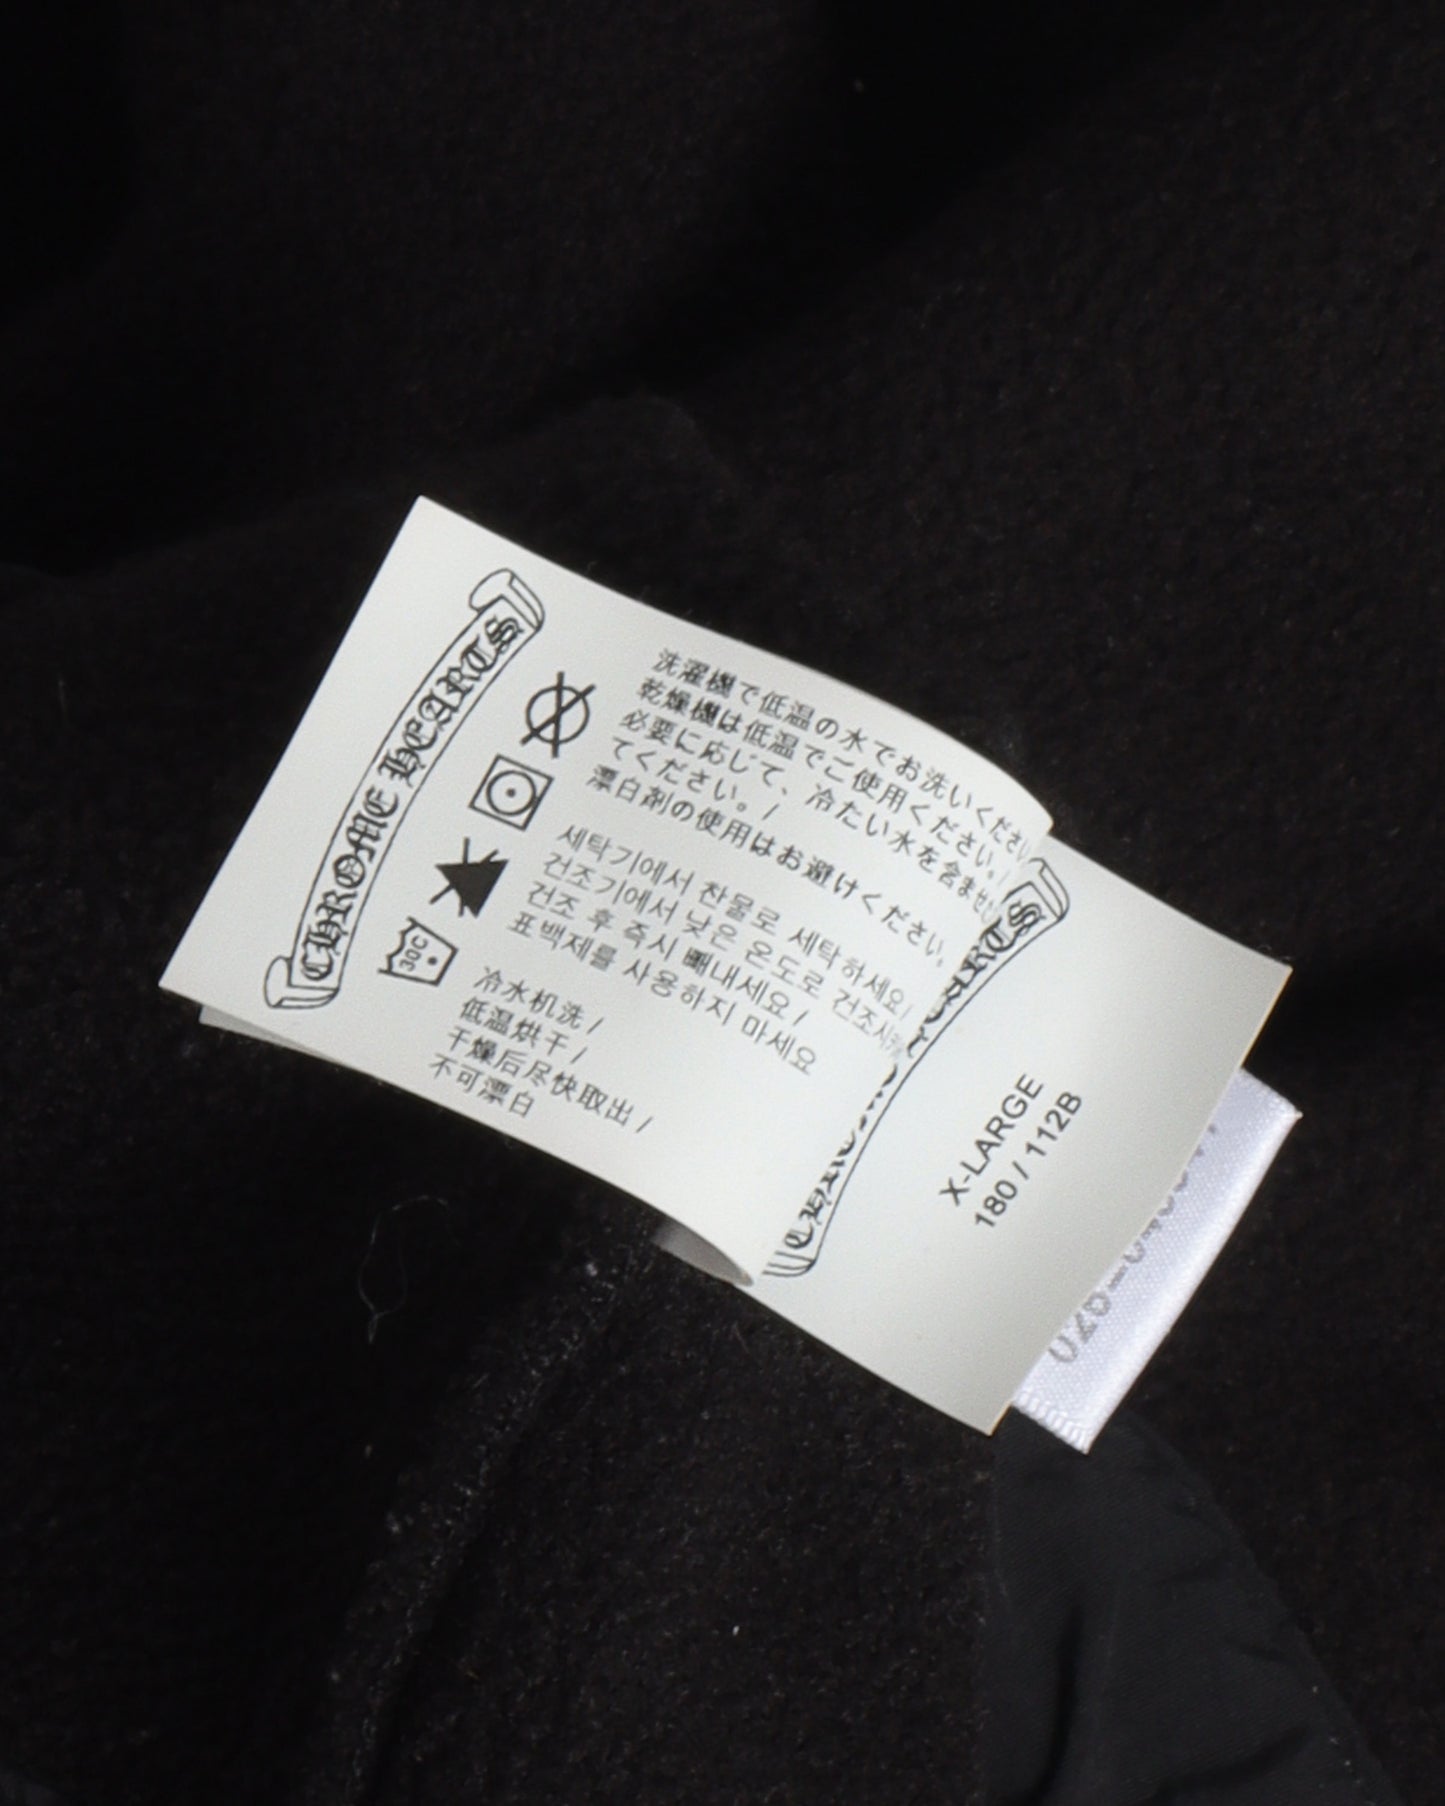 CHROME HEARTS
洗濯機で低温の水でお洗いください。/
乾燥機は低温でご使用ください。/
必要に応じて、冷たい水を含ませ
てください。/
漂白剤の使用はお避けください。
세탁기에서 찬물로 세탁하세요/
건조기에서 낮은 온도로 건조시
건조 후 즉시 빼내세요/
표백제를 사용하지 마세요
冷水机洗/
低温烘干/
干燥后尽快取出/
不可漂白
30C
X-LARGE
180 / 112B